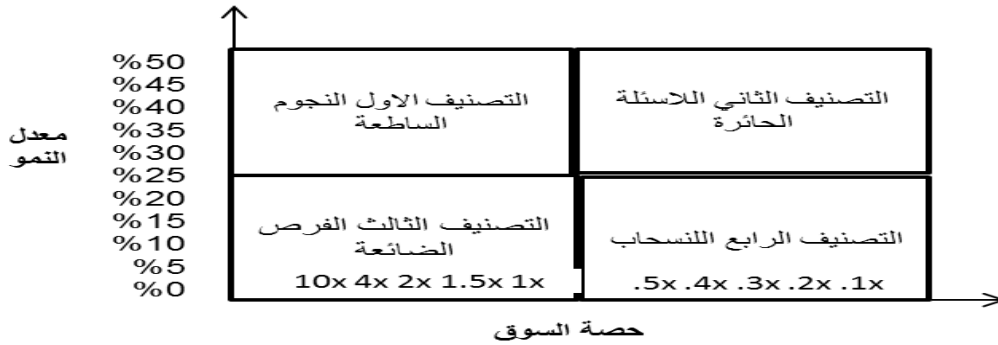 %50
%45
%40
%35
%30
%25
%20
%15
%10
%5
%0
معدل
النمو
التصنيف الاول النجوم
الساطعة
التصنيف الثاني اللاسئلة
الحائرة
التصنيف الثالث الفرص
الضائعة
10x 4x 2x 1.5x 1x
التصنيف الرابع اللنسحاب
.5x .4x .3x .2x .1x
حصة السوق